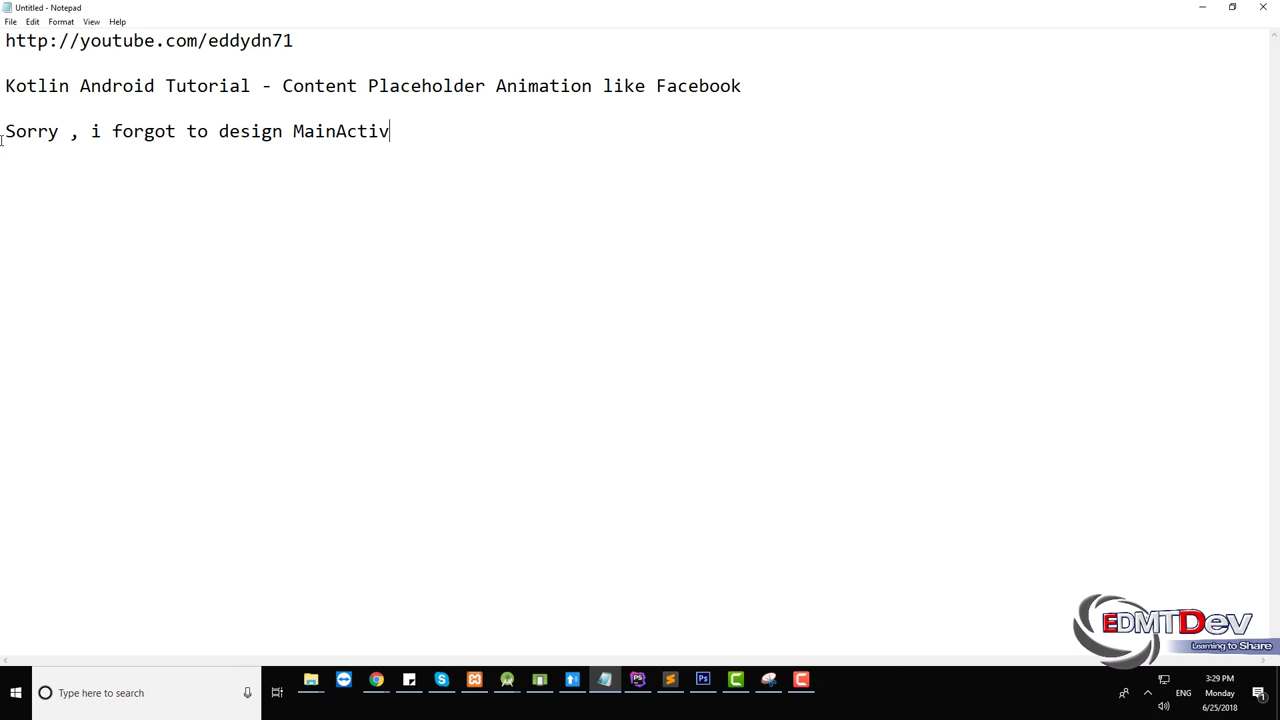 Untitled - Notepad
File Edit Format View Help
http://youtube.com/eddydn71
Kotlin Android Tutorial - Content Placeholder Animation like Facebook
Sorry , i forgot to design MainActiv
EDMTDev
Learning to Share
Type here to search
ENG
3:29 PM
Monday
6/25/2018